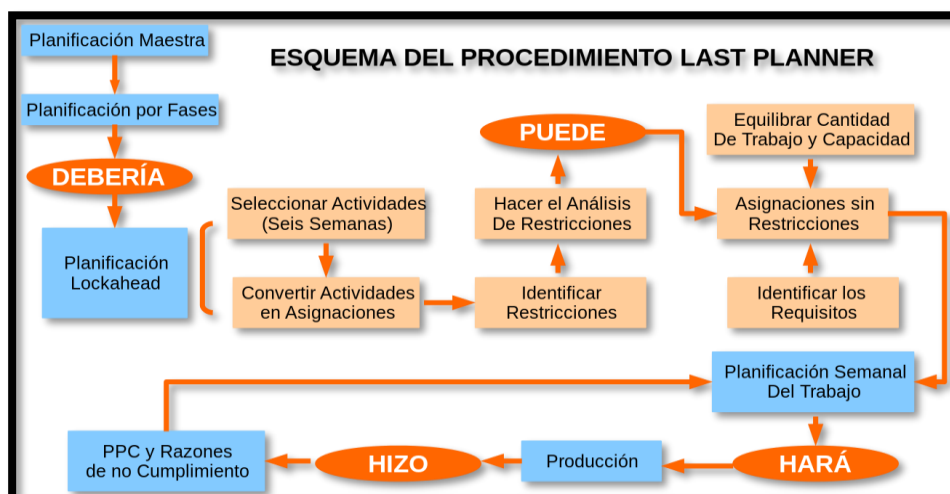 ESQUEMA DEL PROCEDIMIENTO LAST PLANNER
Planificación Maestra
Planificación por Fases
DEBERÍA
Planificación
Lockahead
Seleccionar Actividades
(Seis Semanas)
Convertir Actividades
en Asignaciones
Identificar
Restricciones
Hacer el Análisis
De Restricciones
PUEDE
Equilibrar Cantidad
De Trabajo y Capacidad
Asignaciones sin
Restricciones
Identificar los
Requisitos
Planificación Semanal
Del Trabajo
HARÁ
Producción
HIZO
PPC y Razones
de no Cumplimiento